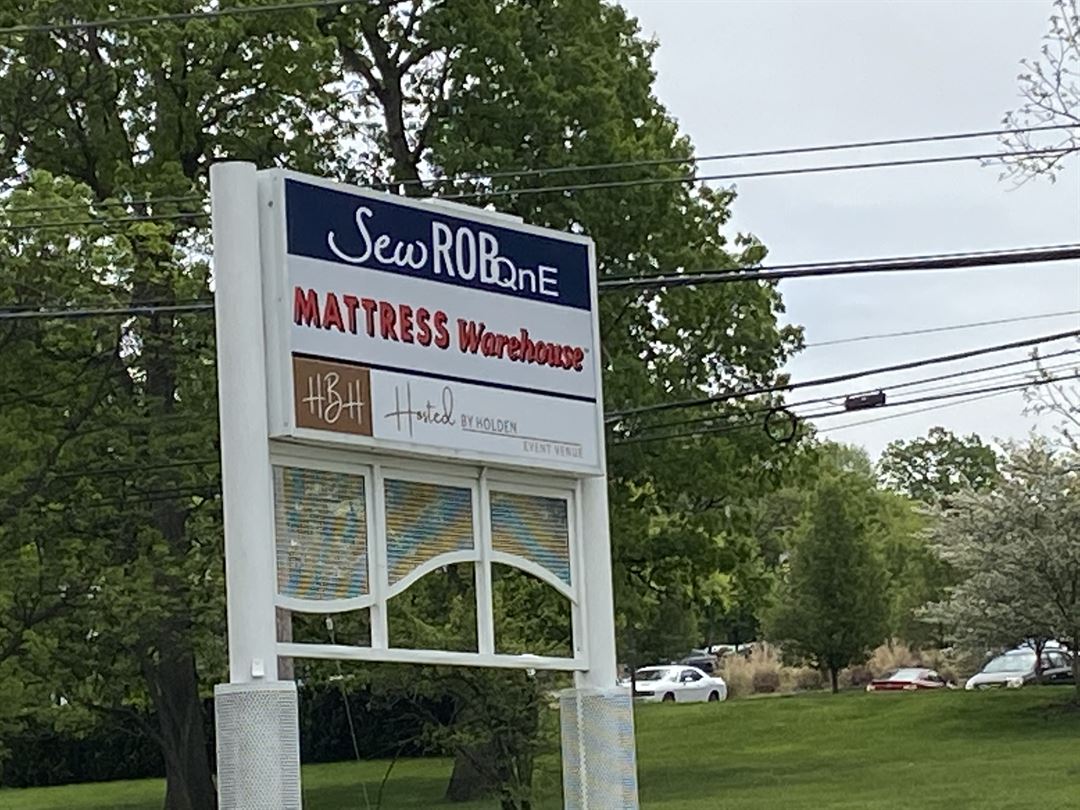 Sew ROBQnE
MATTRESS Warehouse
HBH
Hosted BY HOLDEN
EVENT VENUE